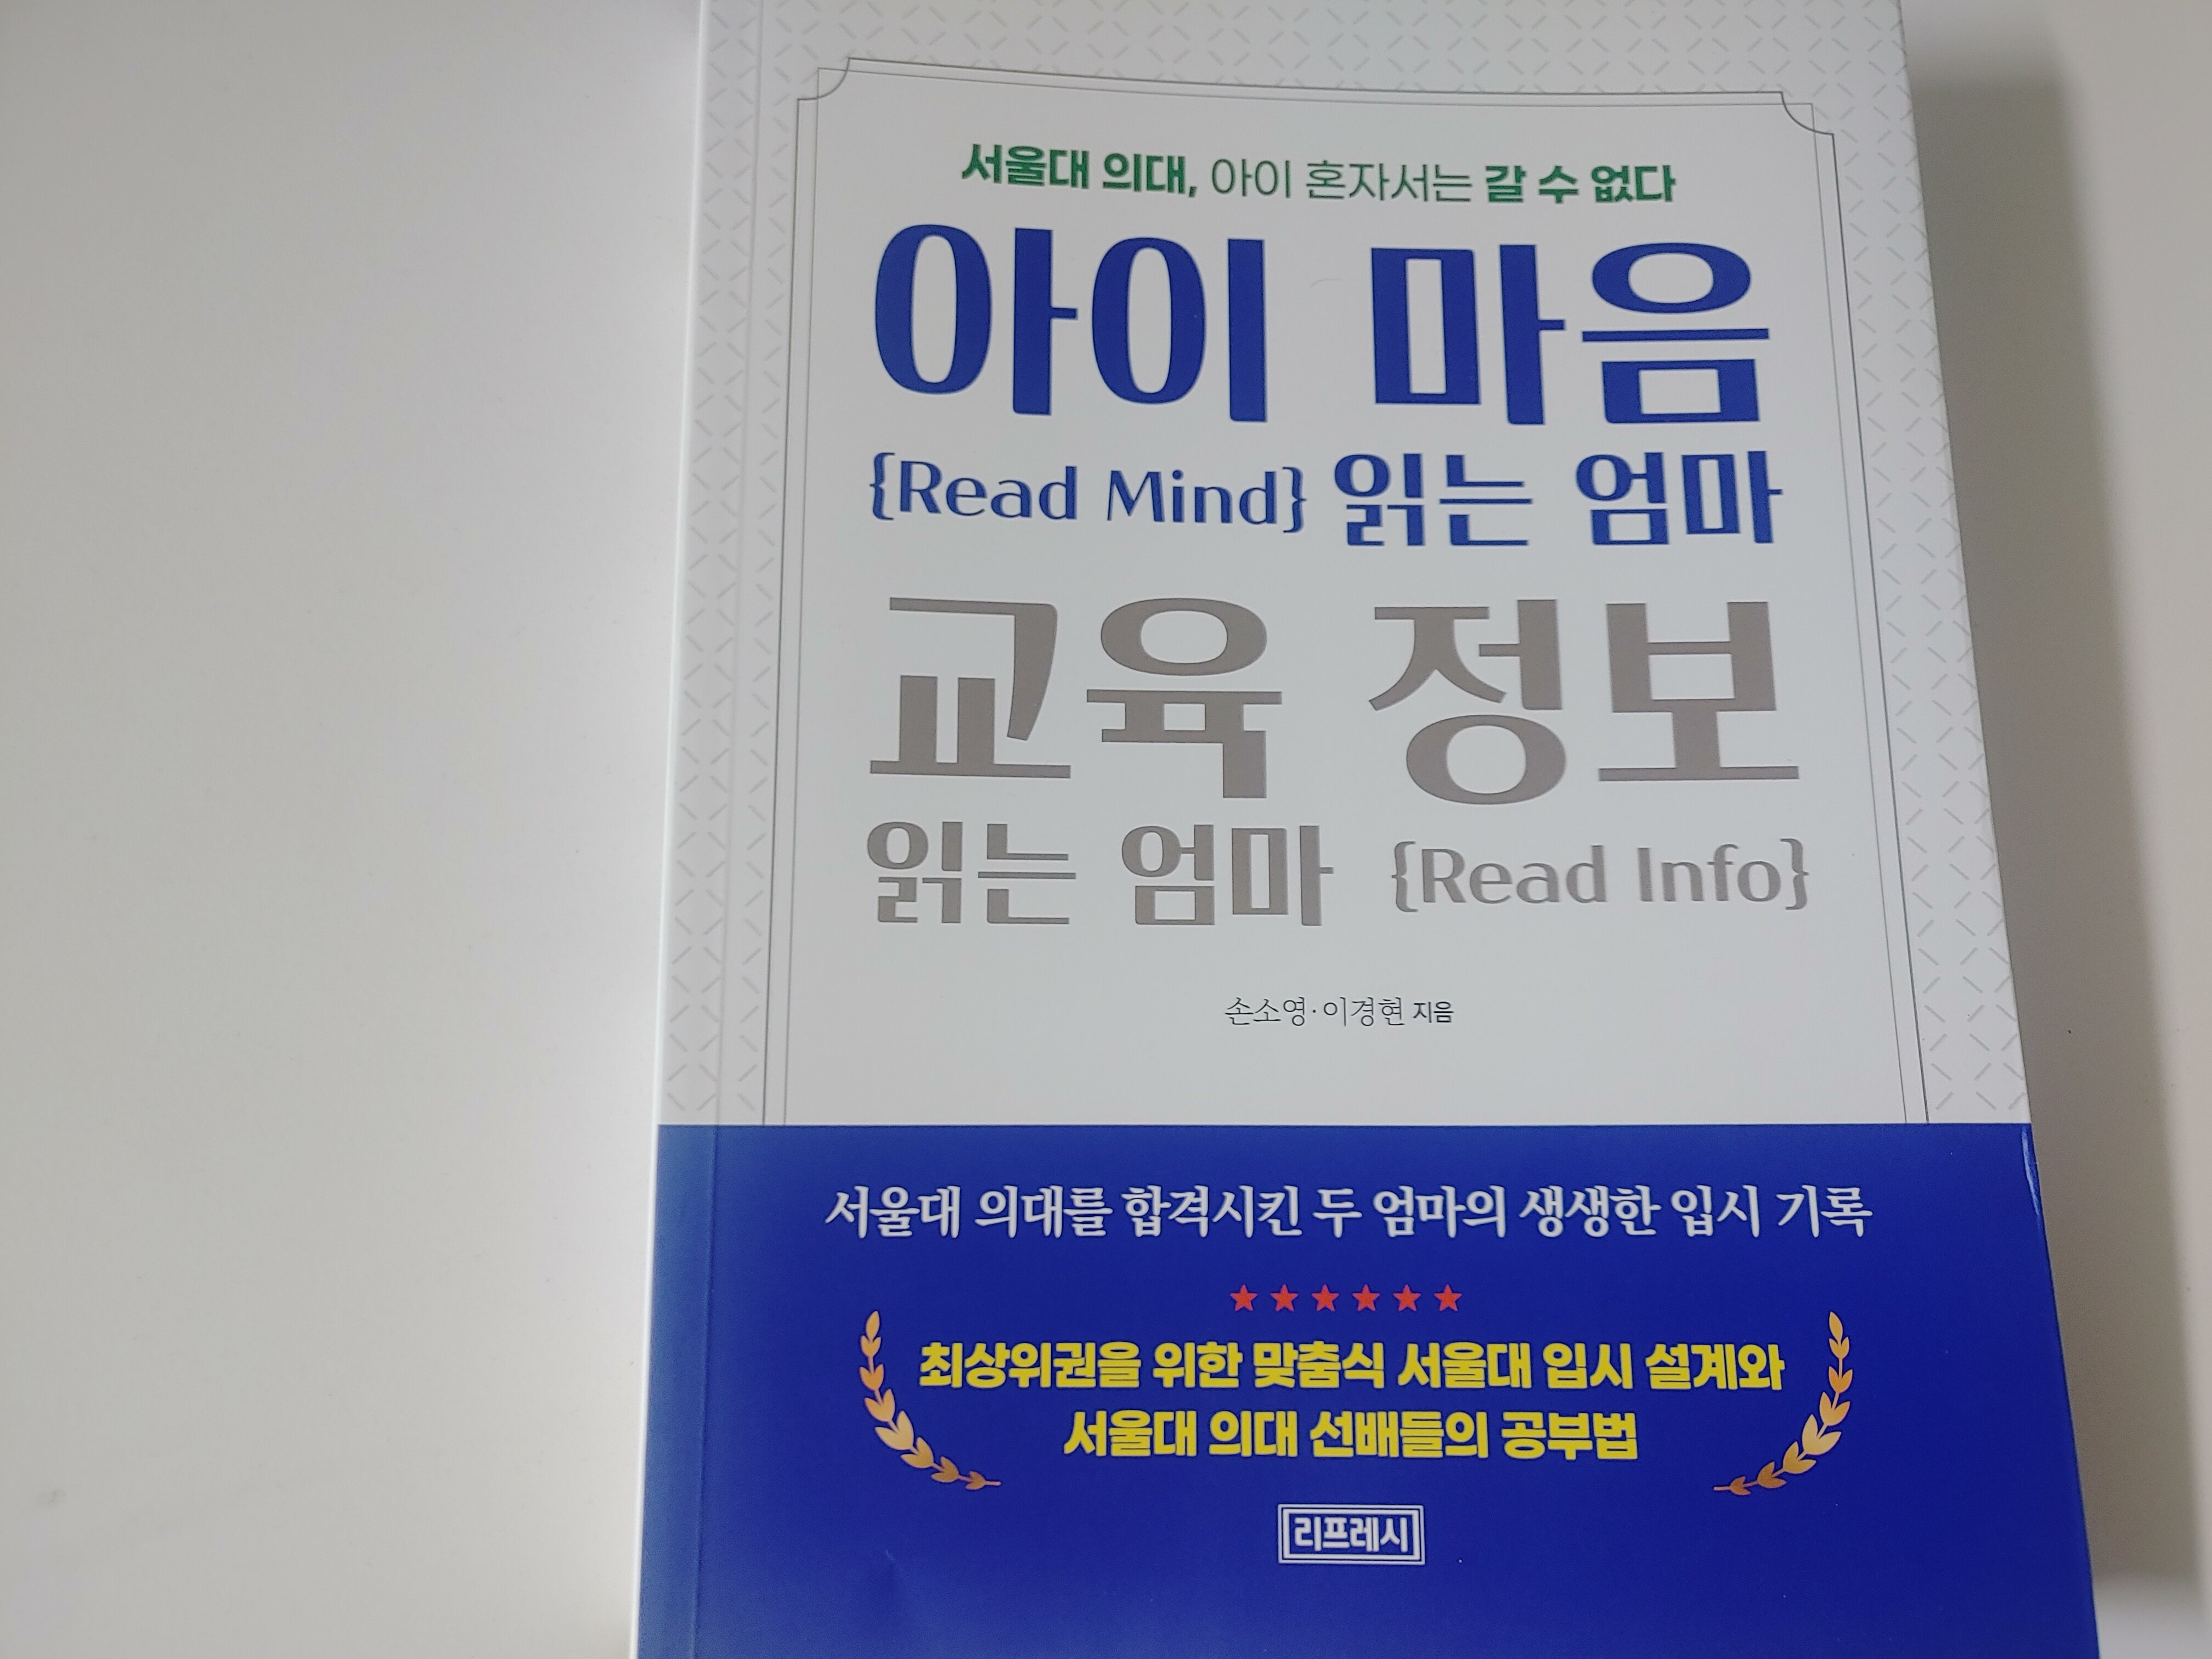 서울대 의대, 아이 혼자서는 갈 수 없다
아이 마음
{Read Mind} 읽는 엄마
교육 정보
읽는 엄마 {Read Info}
손소영·이경현 지음
서울대 의대를 합격시킨 두 엄마의 생생한 입시 기록
최상위권을 위한 맞춤식 서울대 입시 설계와
서울대 의대 선배들의 공부법
리프레시